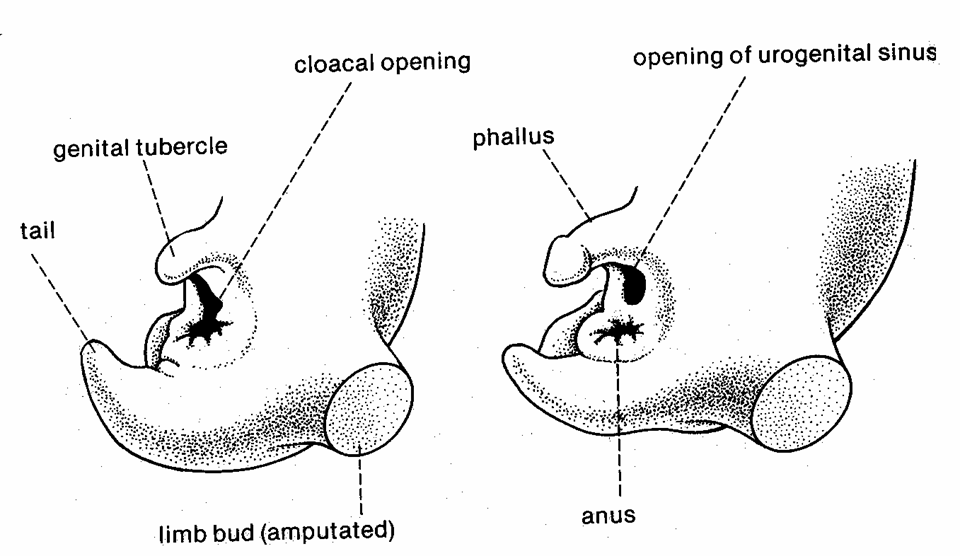 cloacal opening
opening of urogenital sinus
genital tubercle
phallus
tail
limb bud (amputated)
anus